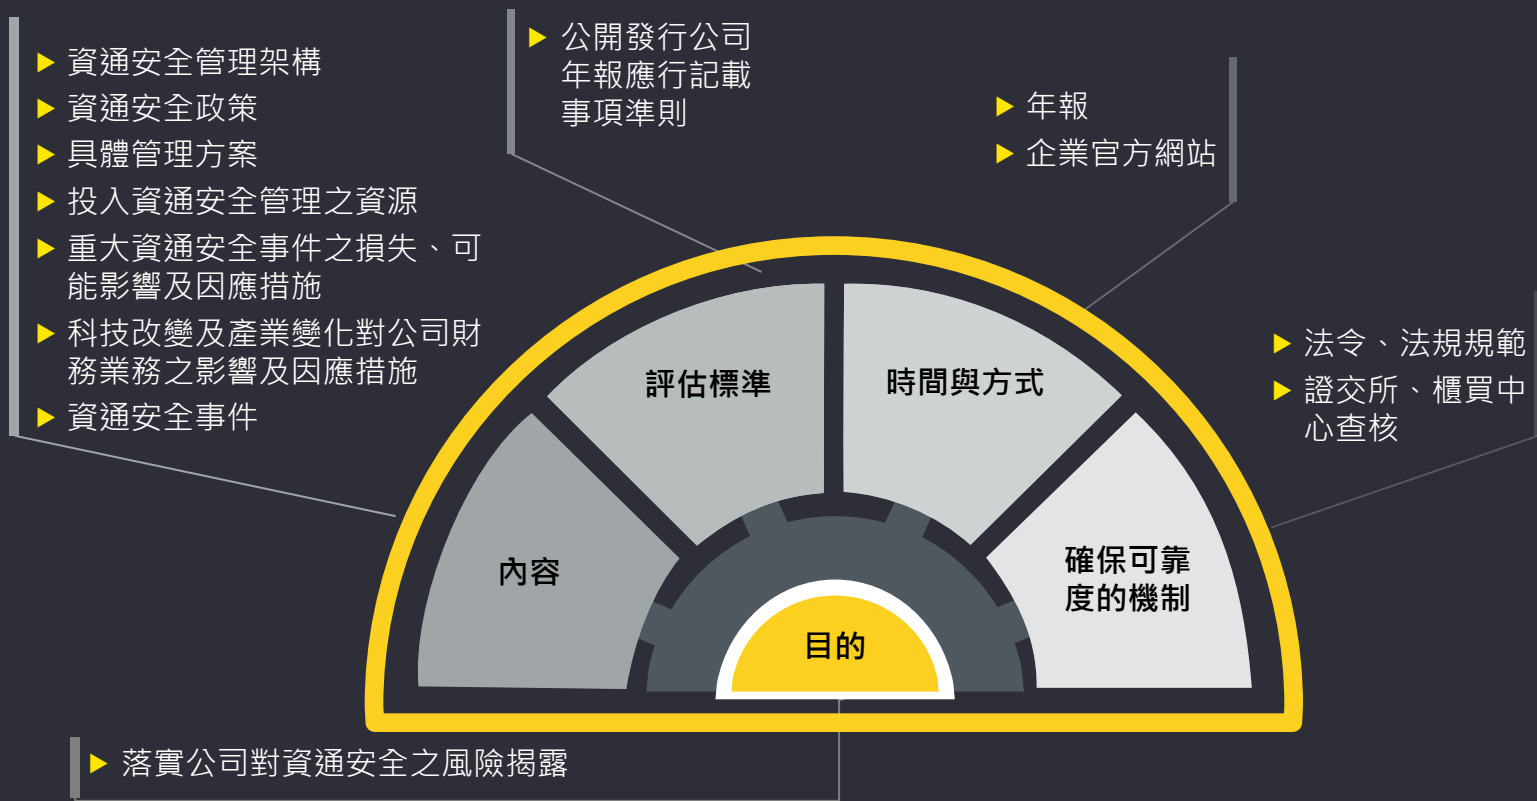 資通安全管理架構
資通安全政策
具體管理方案
投入資通安全管理之資源
重大資通安全事件之損失、可
能影響及因應措施
科技改變及產業變化對公司財
務業務之影響及因應措施
資通安全事件
公開發行公司
年報應行記載
事項準則
年報
企業官方網站
法令、法規規範
證交所、櫃買中
心查核
評估標準
時間與方式
內容
確保可靠
度的機制
目的
落實公司對資通安全之風險揭露